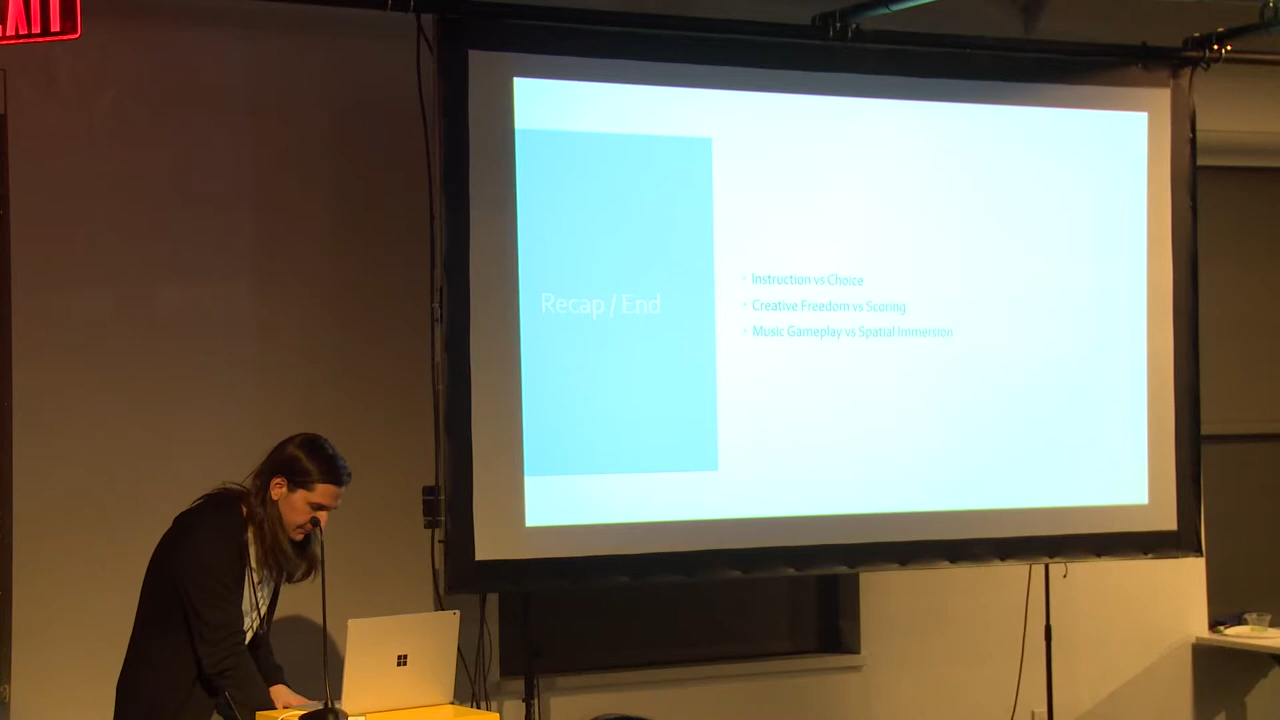 EXIT
Recap / End
Instruction vs Choice
Creative Freedom vs Scoring
Music Gameplay vs Spatial Immersion